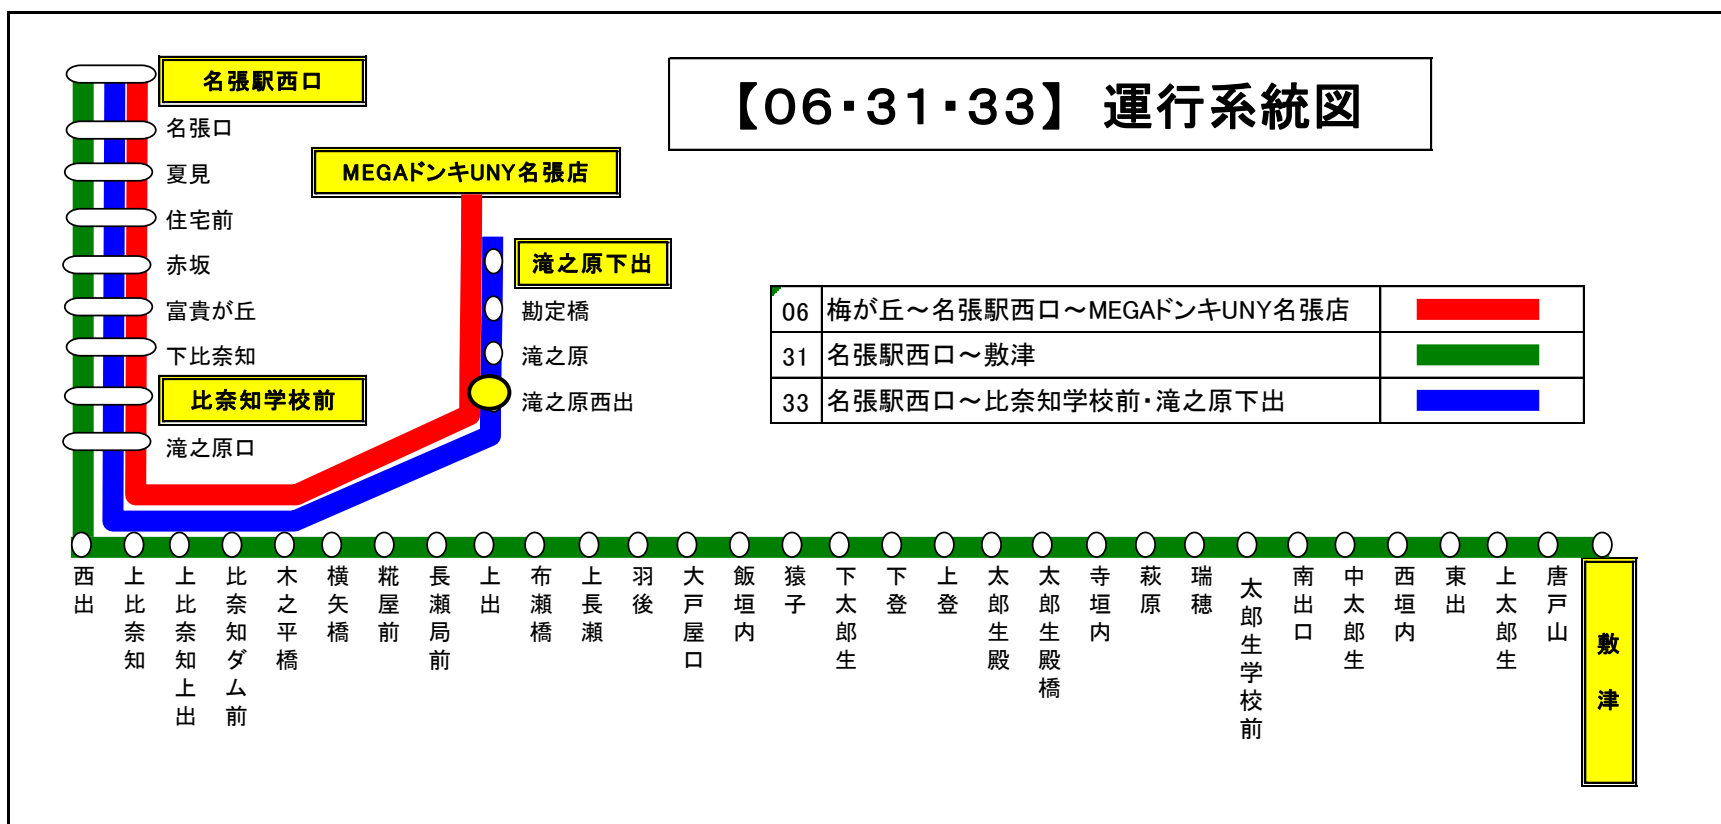 【06・31・33】 運行系統図
名張駅西口
名張口
夏見
住宅前
赤坂
富貴が丘
下比奈知
比奈知学校前
滝之原口
MEGAドンキUNY名張店
滝之原下出
勘定橋
滝之原
滝之原西出
06 梅が丘～名張駅西口～MEGAドンキUNY名張店
31 名張駅西口～敷津
33 名張駅西口～比奈知学校前・滝之原下出
西出
上比奈知
上比奈知上出
比奈知ダム前
木之平橋
横矢橋
糀屋前
長瀬局前
上出
布瀬橋
上長瀬
羽後
大戸屋口
飯垣内
猿子
下太郎生
下登
上登
太郎生殿
太郎生殿橋
寺垣内
萩原
瑞穂
太郎生学校前
南出口
中太郎生
西垣内
東出
上太郎生
唐戸山
敷津